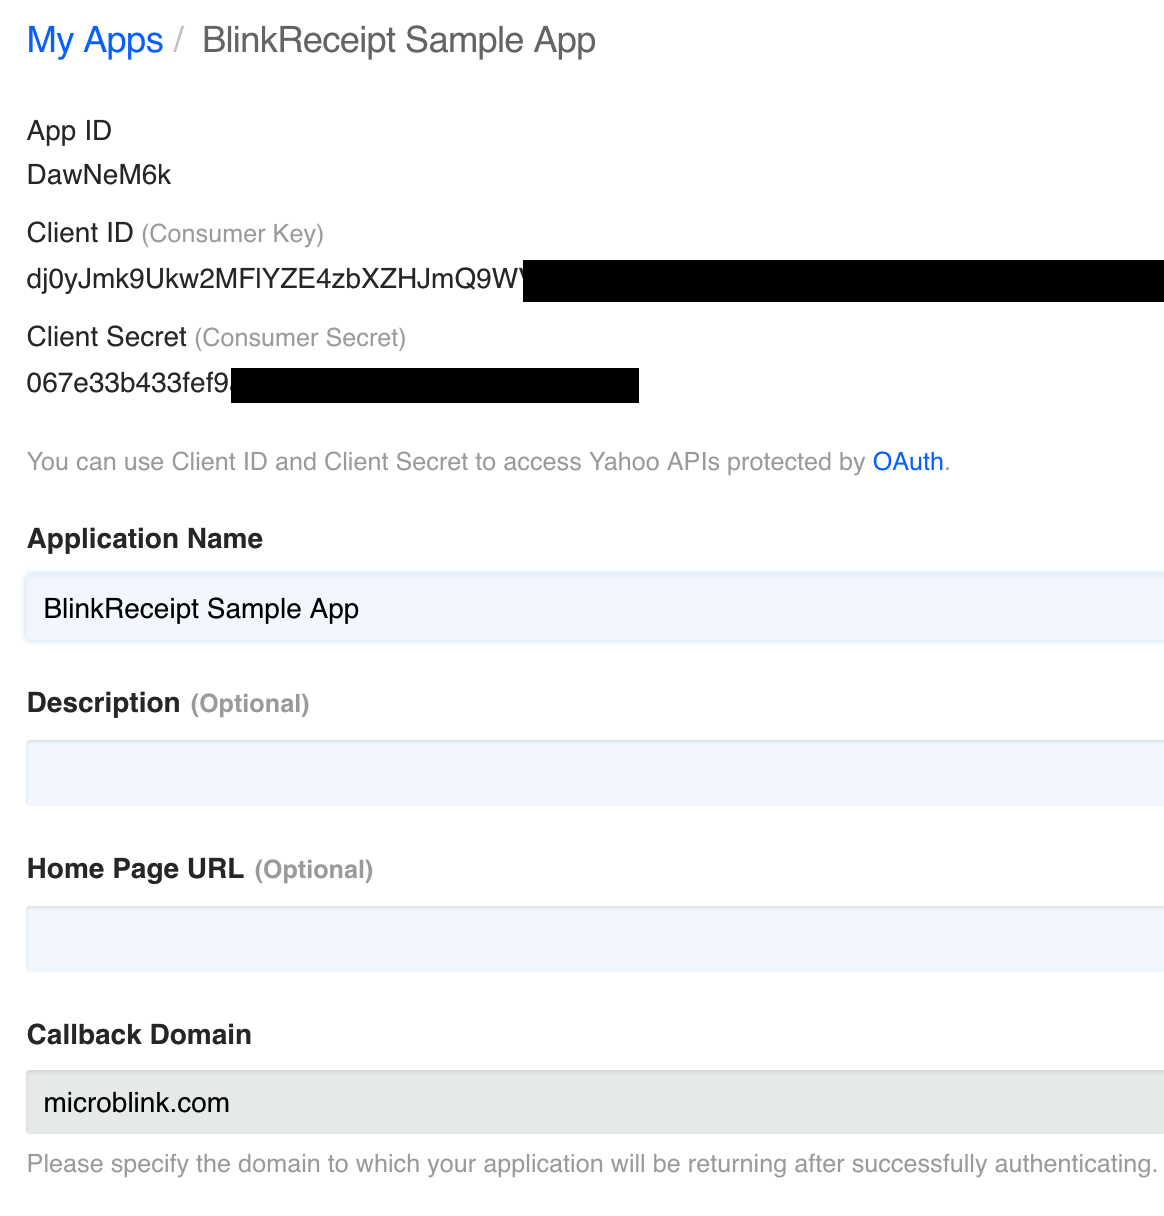 My Apps / BlinkReceipt Sample App
App ID
DawNeM6k
Client ID (Consumer Key)
dj0yJmk9Ukw2MFlYZE4zbXZHJmQ9W
Client Secret (Consumer Secret)
067e33b433fef9
You can use Client ID and Client Secret to access Yahoo APIs protected by OAuth.
Application Name
BlinkReceipt Sample App
Description (Optional)
Home Page URL (Optional)
Callback Domain
microblink.com
Please specify the domain to which your application will be returning after successfully authenticating.